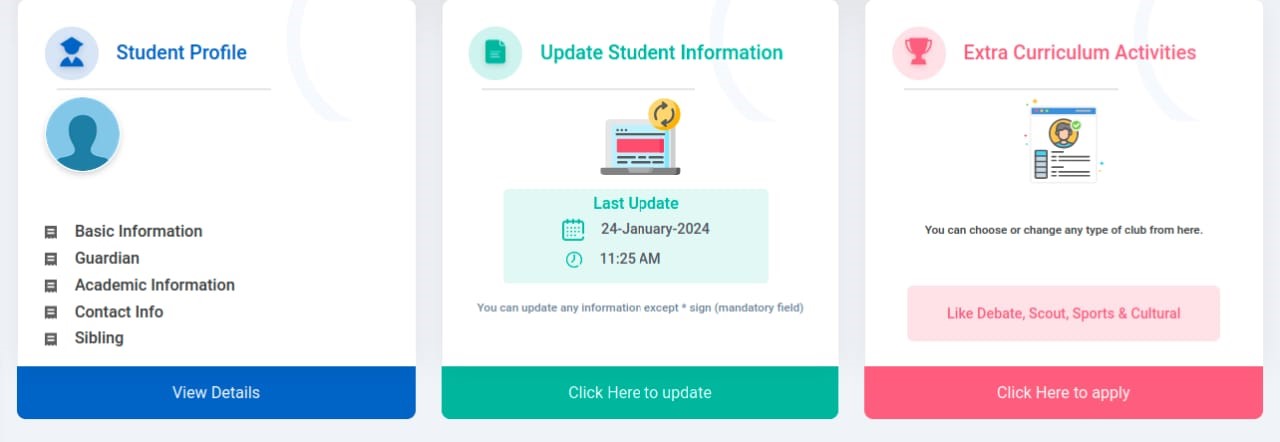 Student Profile
Basic Information
Guardian
Academic Information
Contact Info
Sibling
View Details
Update Student Information
Last Update
24-January-2024
11:25 AM
You can update any information except * sign (mandatory field)
Click Here to update
Extra Curriculum Activities
You can choose or change any type of club from here.
Like Debate, Scout, Sports & Cultural
Click Here to apply